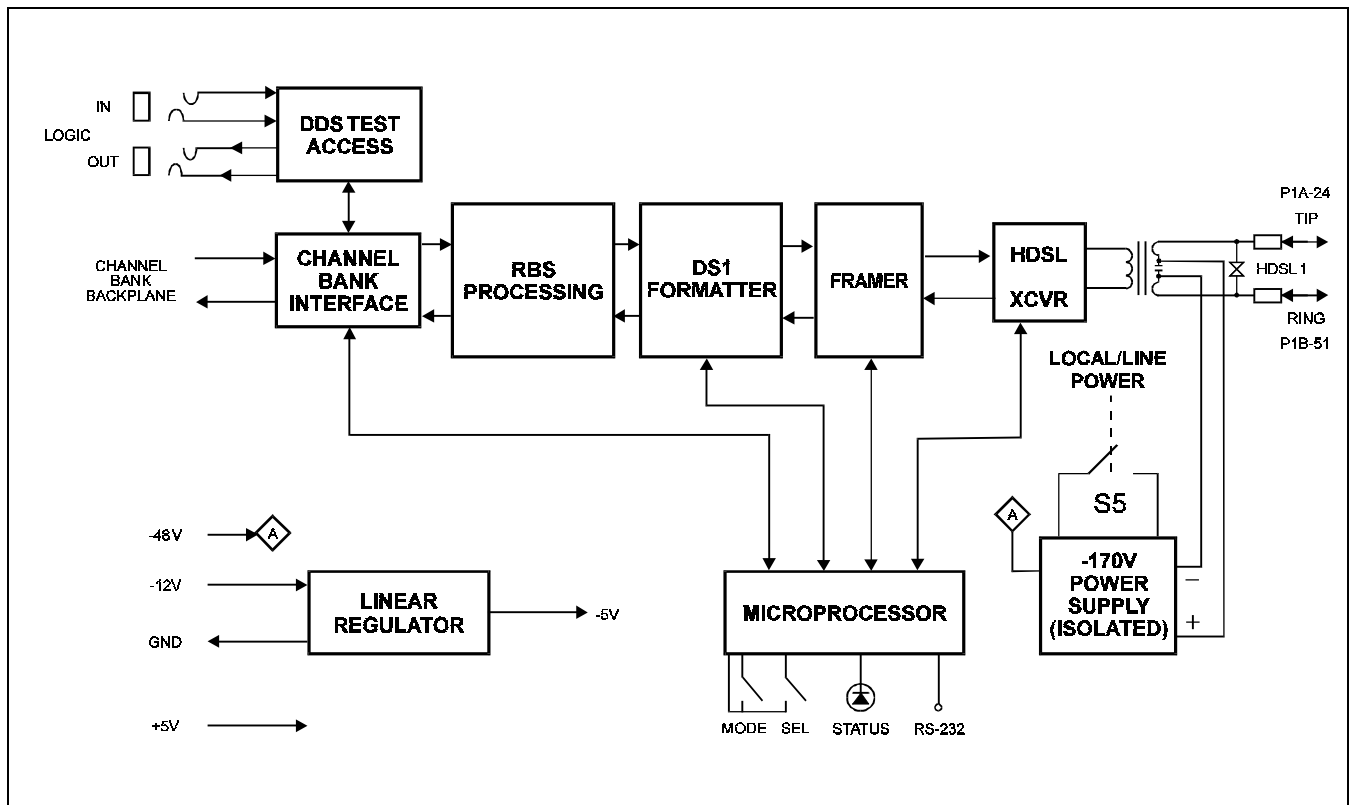 IN
LOGIC
OUT
DDS TEST
ACCESS
CHANNEL
BANK
BACKPLANE
CHANNEL
BANK
INTERFACE
RBS
PROCESSING
DS1
FORMATTER
FRAMER
HDSL
XCVR
P1A-24
TIP
HDSL 1
RING
P1B-51
LOCAL/LINE
POWER
S5
A
-170V
POWER
SUPPLY
(ISOLATED)
–
+
-48V
A
-12V
GND
+5V
LINEAR
REGULATOR
-5V
MICROPROCESSOR
MODE
SEL
STATUS
RS-232